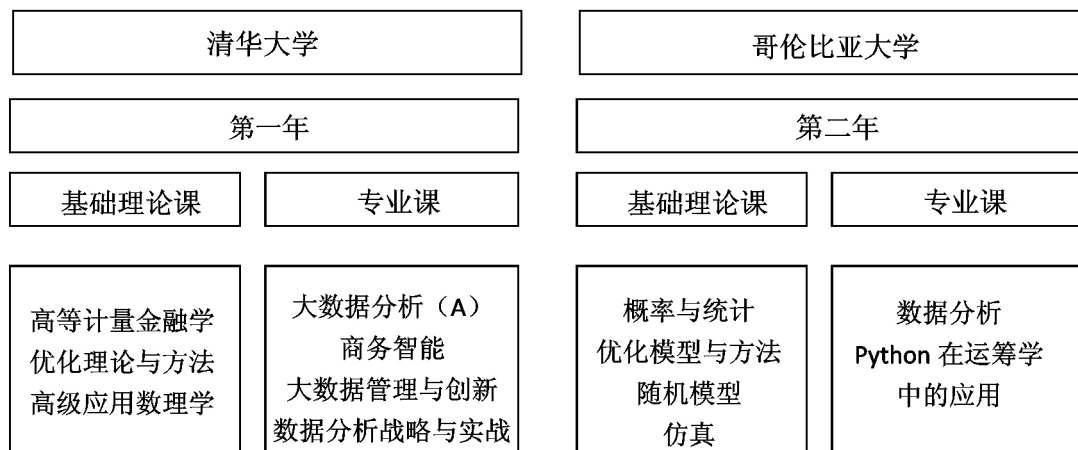 清华大学
哥伦比亚大学
第一年
第二年
基础理论课
专业课
基础理论课
专业课
高等计量金融学
优化理论与方法
高级应用数理学
大数据分析（A）
商务智能
大数据管理与创新
数据分析战略与实战
概率与统计
优化模型与方法
随机模型
仿真
数据分析
Python 在运筹学
中的应用